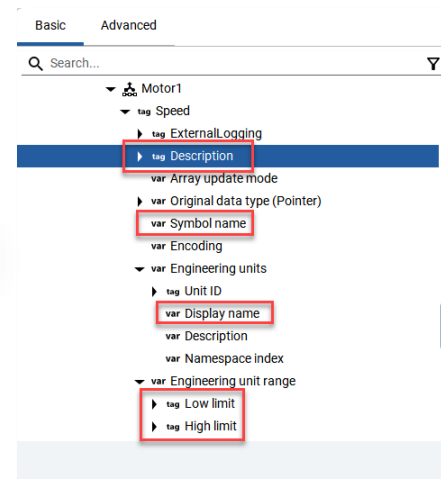 Basic Advanced
Search...
Motor1
tag Speed
tag ExternalLogging
tag Description
var Array update mode
var Original data type (Pointer)
var Symbol name
var Encoding
var Engineering units
tag Unit ID
var Display name
var Description
var Namespace index
var Engineering unit range
tag Low limit
tag High limit